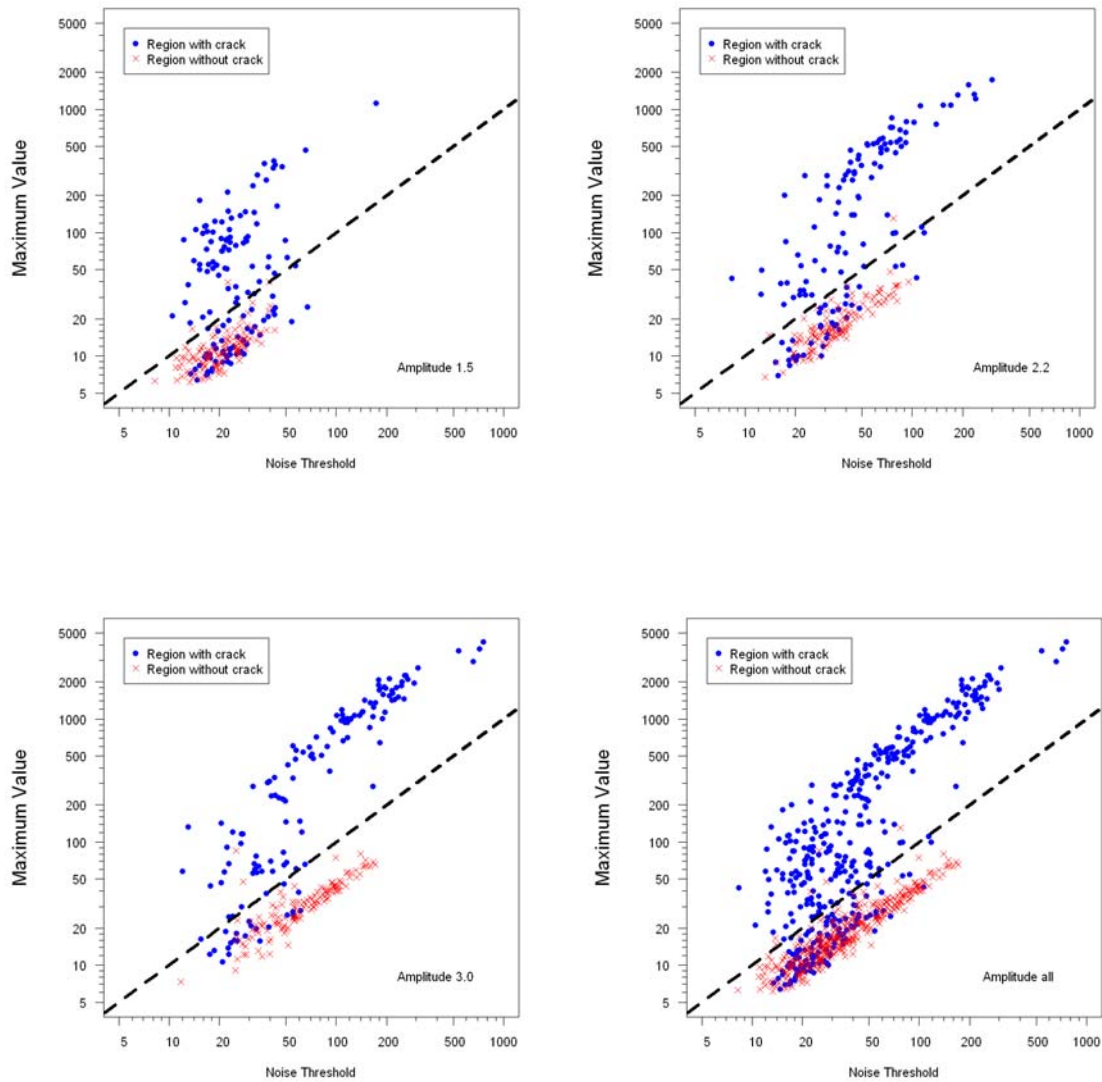 5000
2000
1000
500
200
100
50
20
10
5
Maximum Value
Region with crack
Region without crack
Amplitude 1.5
5 10 20 50 100 200 500 1000
Noise Threshold
5000
2000
1000
500
200
100
50
20
10
5
Maximum Value
Region with crack
Region without crack
Amplitude 2.2
5 10 20 50 100 200 500 1000
Noise Threshold
5000
2000
1000
500
200
100
50
20
10
5
Maximum Value
Region with crack
Region without crack
Amplitude 3.0
5 10 20 50 100 200 500 1000
Noise Threshold
5000
2000
1000
500
200
100
50
20
10
5
Maximum Value
Region with crack
Region without crack
Amplitude all
5 10 20 50 100 200 500 1000
Noise Threshold